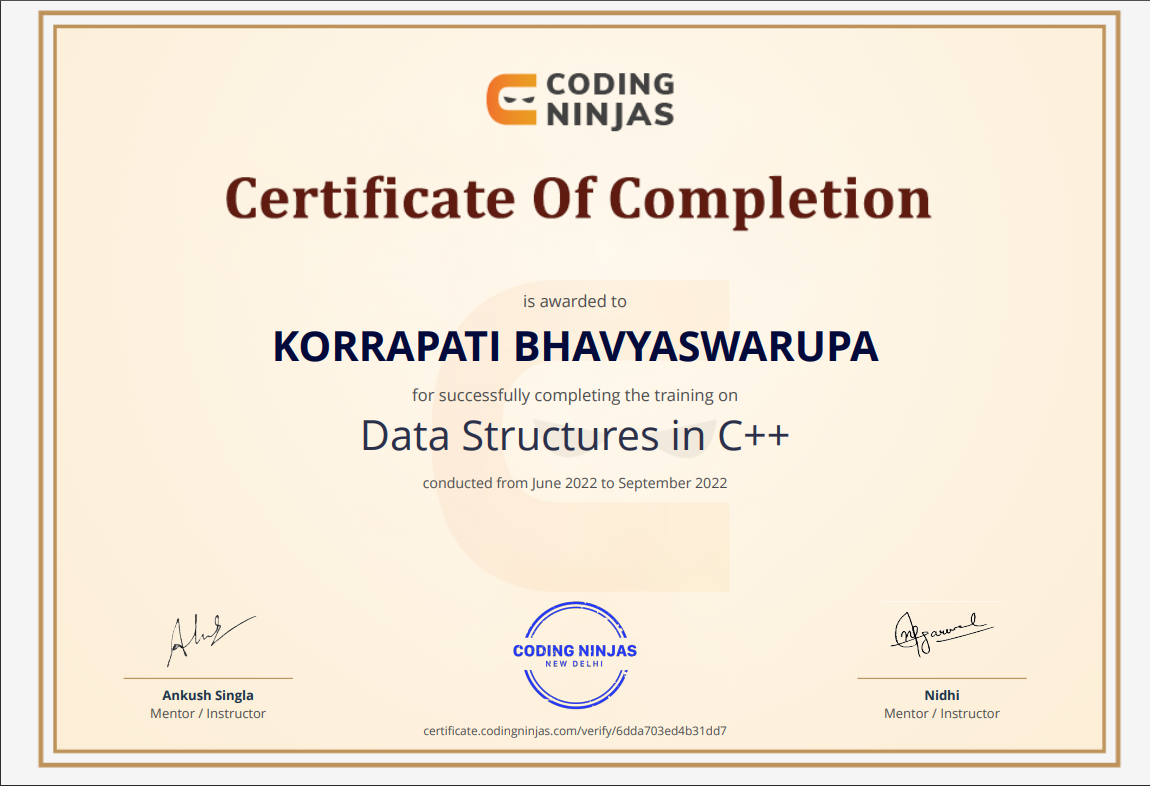 CODING
NINJAS
Certificate Of Completion
is awarded to
KORRAPATI BHAVYASWARUPA
for successfully completing the training on
Data Structures in C++
conducted from June 2022 to September 2022
CODING NINJAS
NEW DELHI
Ankush Singla
Mentor / Instructor
Nidhi
Mentor / Instructor
certificate.codingninjas.com/verify/6dda703ed4b31dd7